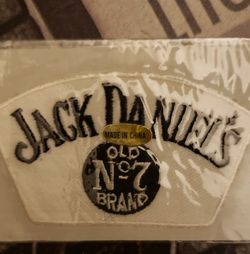 JACK DANIEL'S
MADE IN CHINA
OLD
No 7
BRAND